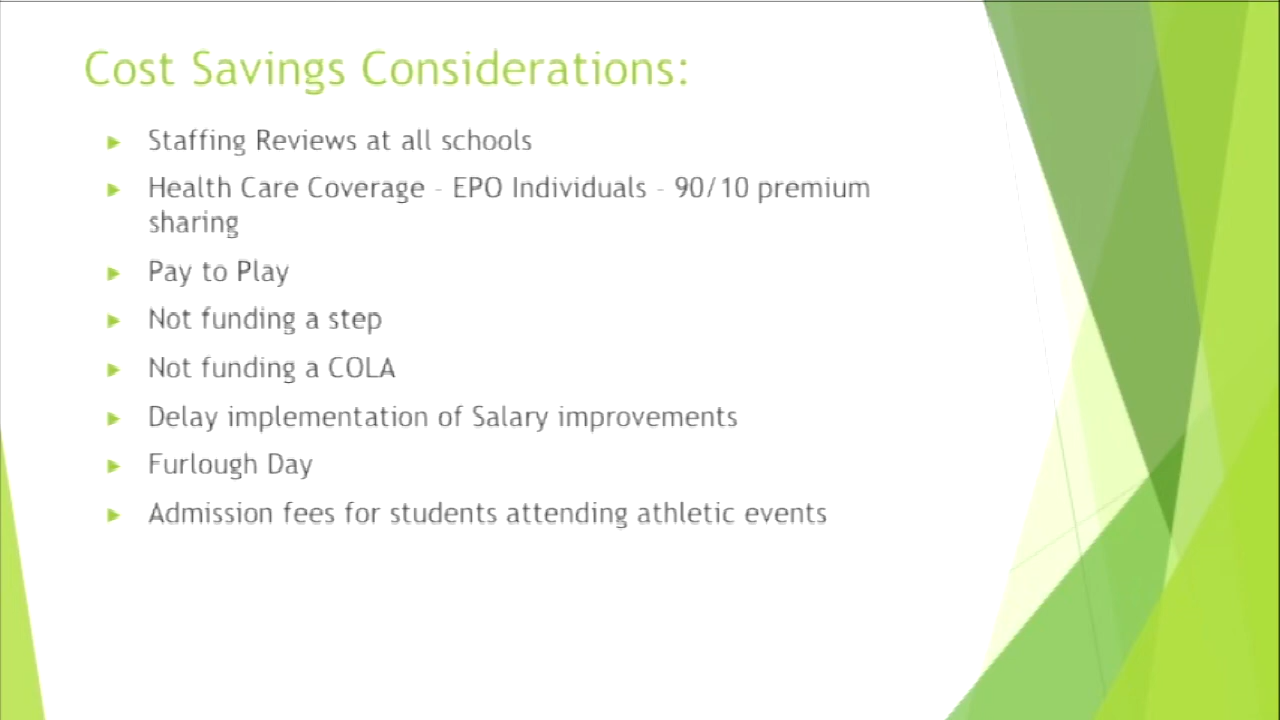 Cost Savings Considerations:
Staffing Reviews at all schools
Health Care Coverage - EPO Individuals - 90/10 premium
sharing
Pay to Play
Not funding a step
Not funding a COLA
Delay implementation of Salary improvements
Furlough Day
Admission fees for students attending athletic events